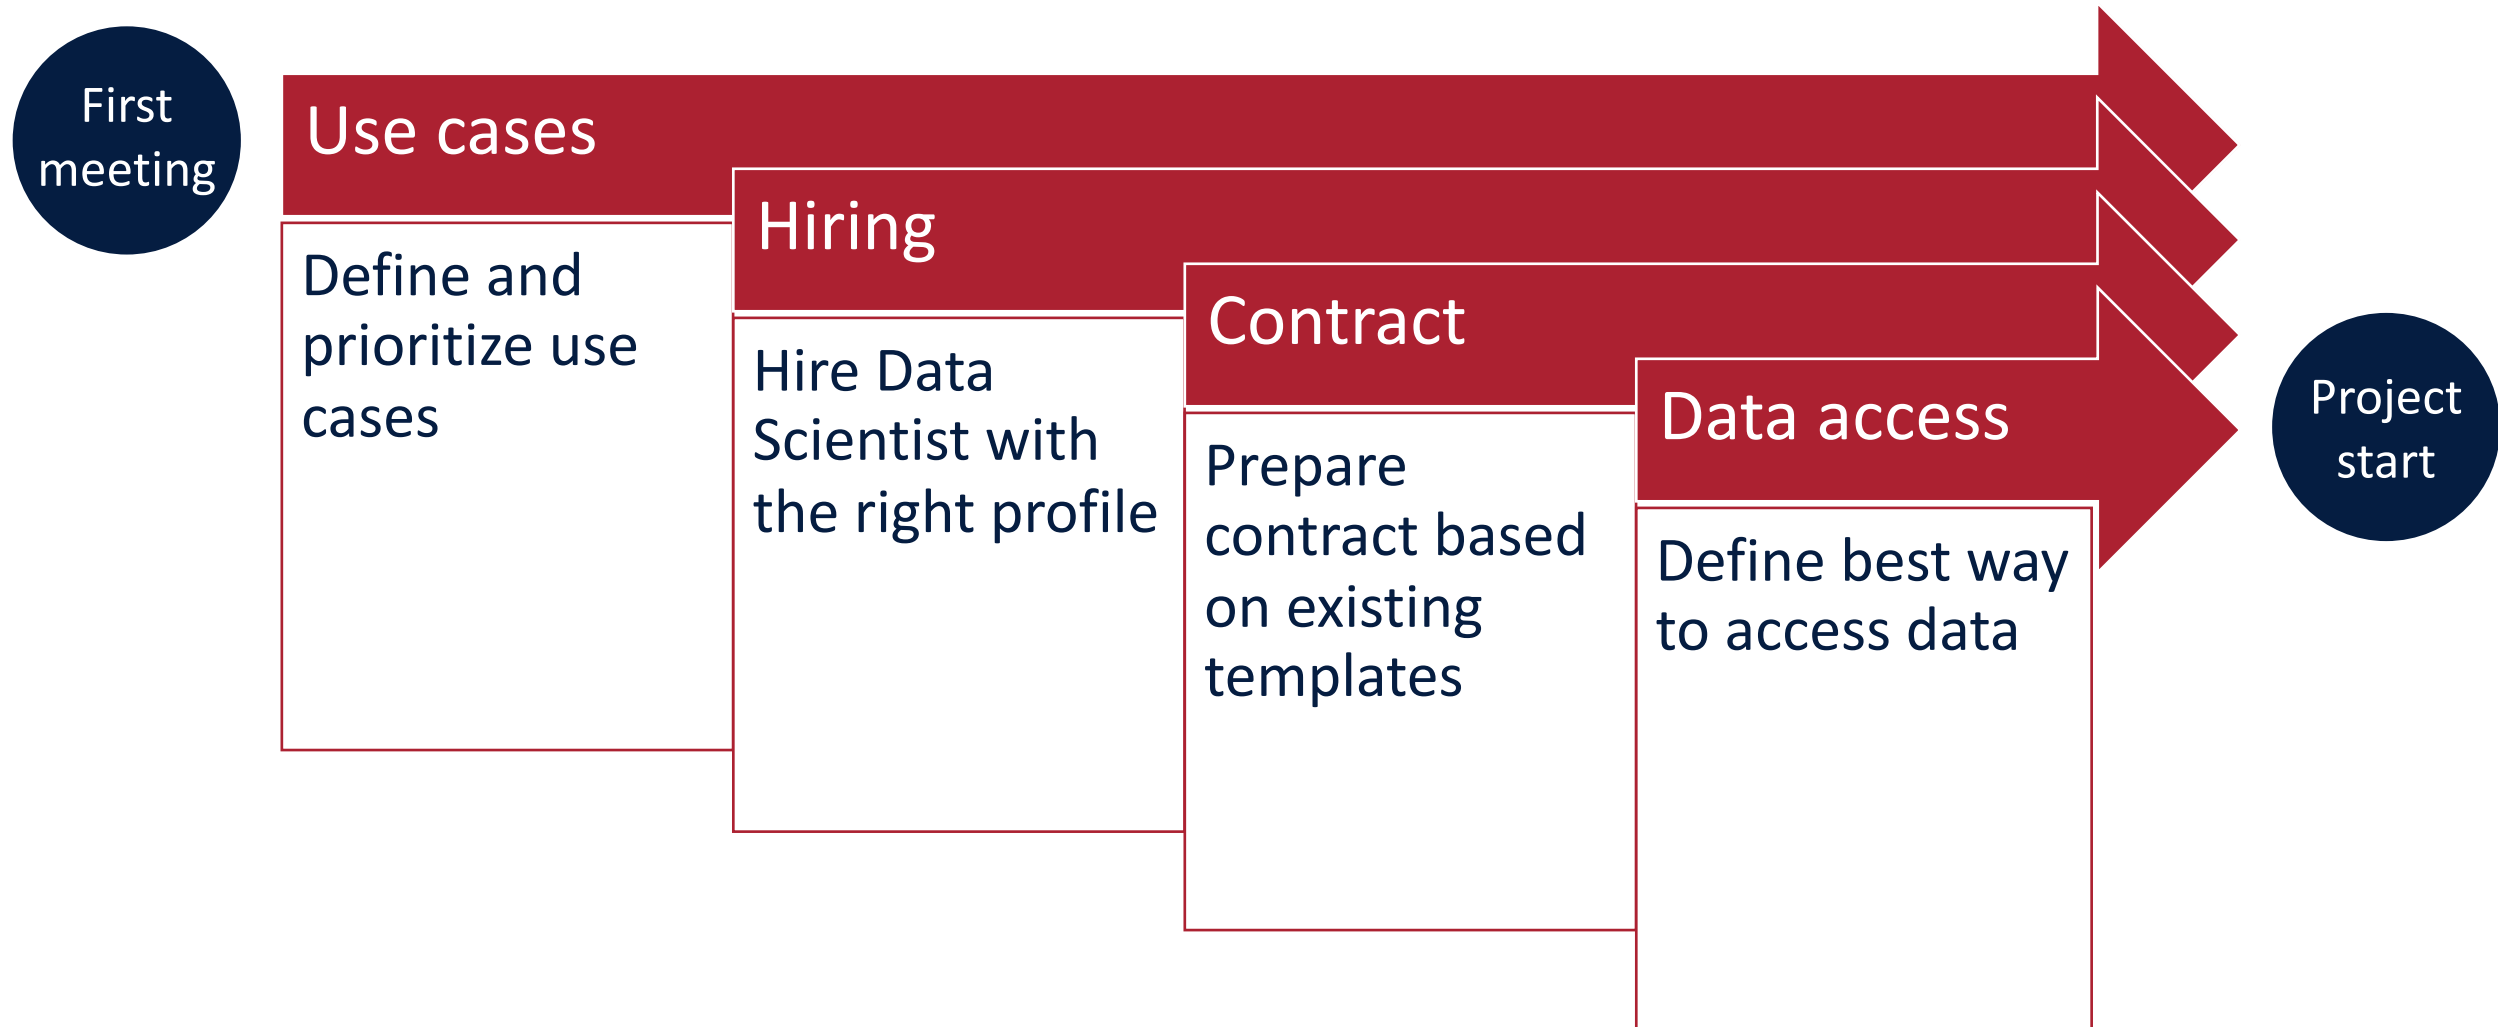 First
meeting
Use cases
Define and
prioritize use
cases
Hiring
Hire Data
Scientist with
the right profile
Contract
Prepare
contract based
on existing
templates
Data access
Define best way
to access data
Project
start